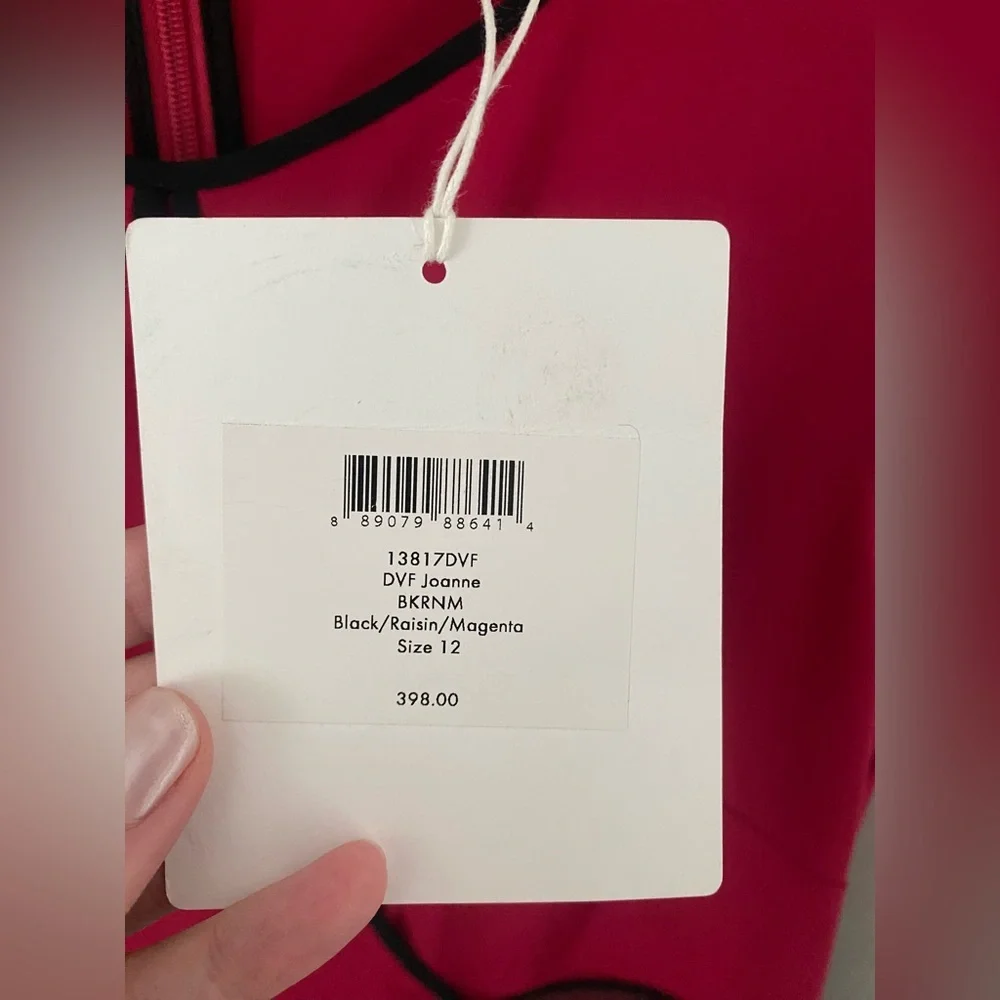 8 89079 88641 4
13817DVF
DVF Joanne
BKRNM
Black/Raisin/Magenta
Size 12
398.00